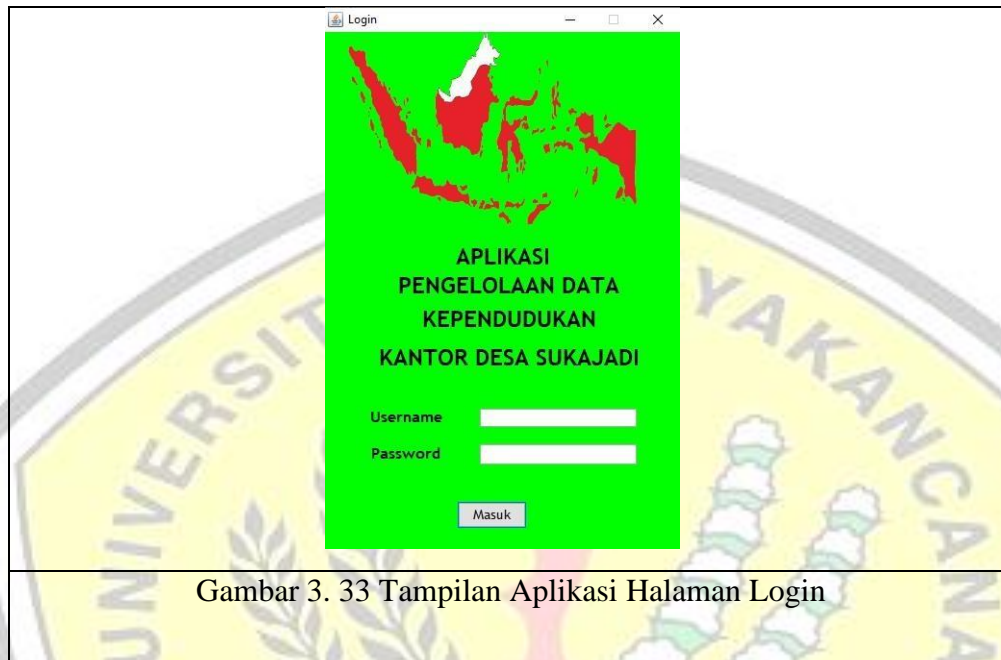 Login
APLIKASI
PENGELOLAAN DATA
KEPENDUDUKAN
KANTOR DESA SUKAJADI
Username
Password
Masuk
Gambar 3. 33 Tampilan Aplikasi Halaman Login